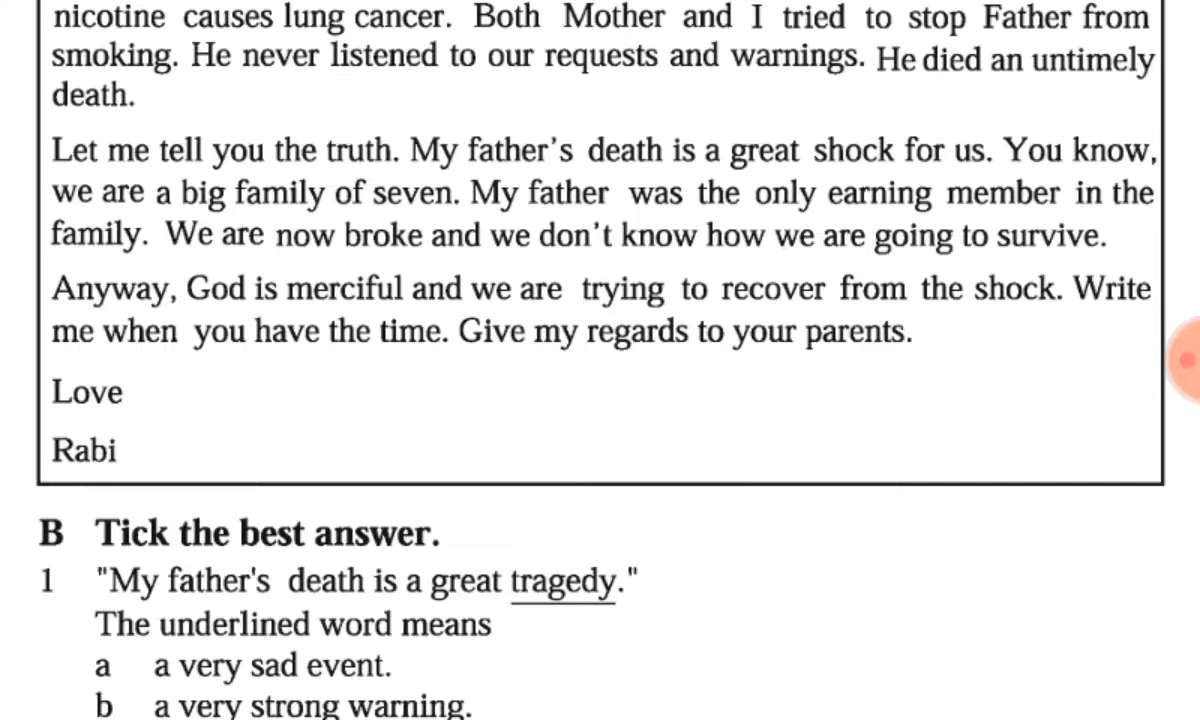 nicotine causes lung cancer. Both Mother and I tried to stop Father from
smoking. He never listened to our requests and warnings. He died an untimely
death.
Let me tell you the truth. My father's death is a great shock for us. You know,
we are a big family of seven. My father was the only earning member in the
family. We are now broke and we don't know how we are going to survive.
Anyway, God is merciful and we are trying to recover from the shock. Write
me when you have the time. Give my regards to your parents.
Love
Rabi
B Tick the best answer.
1 "My father's death is a great tragedy."
The underlined word means
a a very sad event.
b a very strong warning.